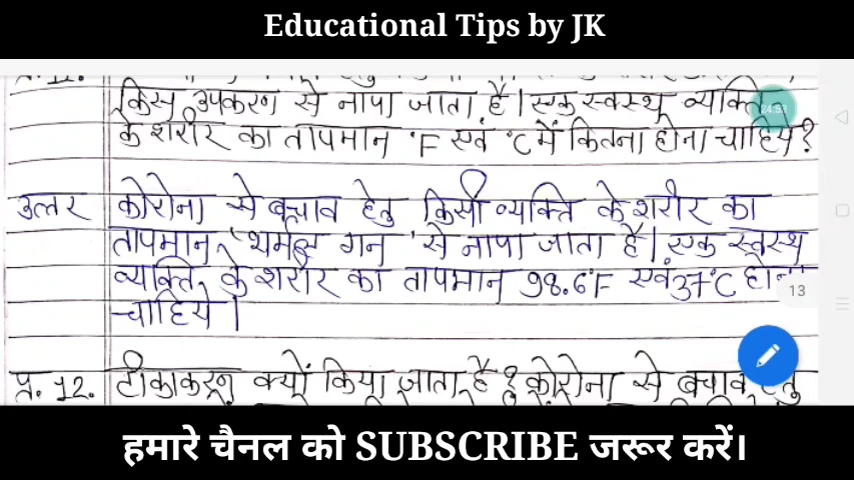 Educational Tips by JK
किस उपकरण से नापा जाता है। एक स्वस्थ व्यक्ति
24:53
के शरीर का तापमान °F एवं °C में कितना होना चाहिये?
उत्तर कोरोना से बचाव हेतु किसी व्यक्ति के शरीर का
तापमान 'थर्मल गन' से नापा जाता है। एक स्वस्थ
व्यक्ति के शरीर का तापमान 98.6°F एवं 37°C होना
13
चाहिये।
प्र. 12. टीकाकरण क्यों किया जाता है? कोरोना से बचाव हेतु
हमारे चैनल को SUBSCRIBE जरूर करें।